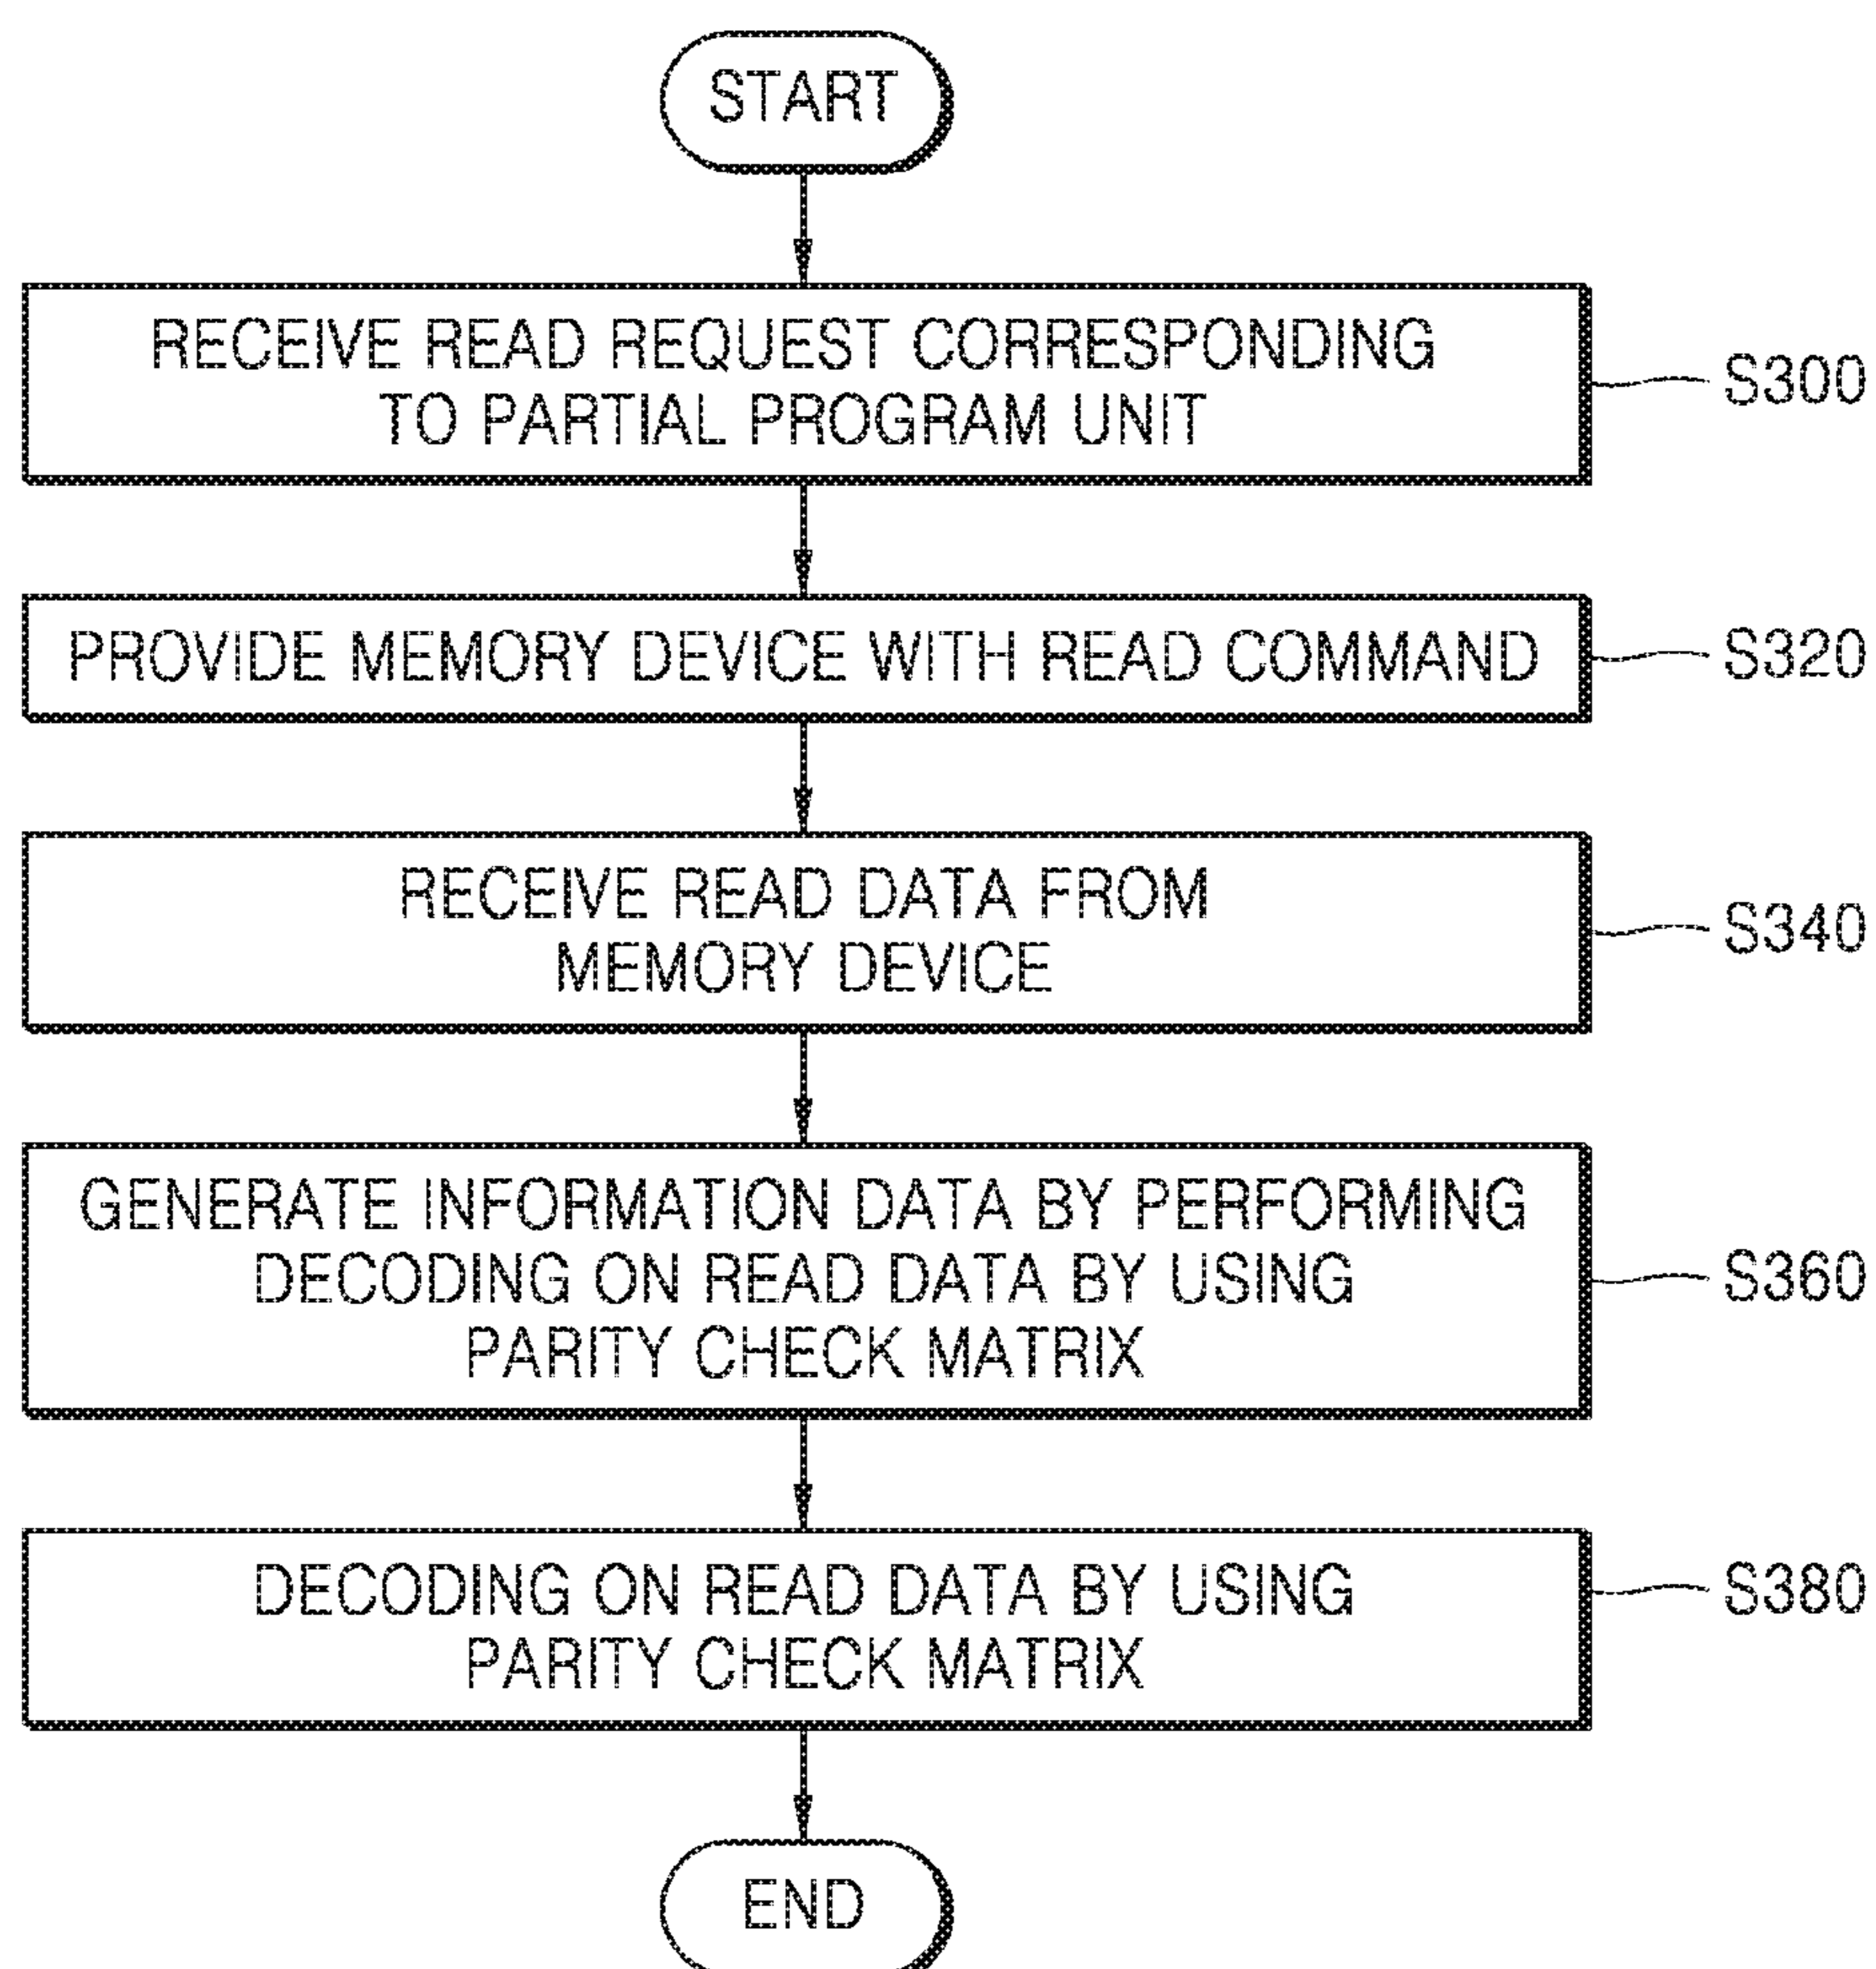 START
RECEIVE READ REQUEST CORRESPONDING
TO PARTIAL PROGRAM UNIT
S300
PROVIDE MEMORY DEVICE WITH READ COMMAND
S320
RECEIVE READ DATA FROM
MEMORY DEVICE
S340
GENERATE INFORMATION DATA BY PERFORMING
DECODING ON READ DATA BY USING
PARITY CHECK MATRIX
S360
DECODING ON READ DATA BY USING
PARITY CHECK MATRIX
S380
END